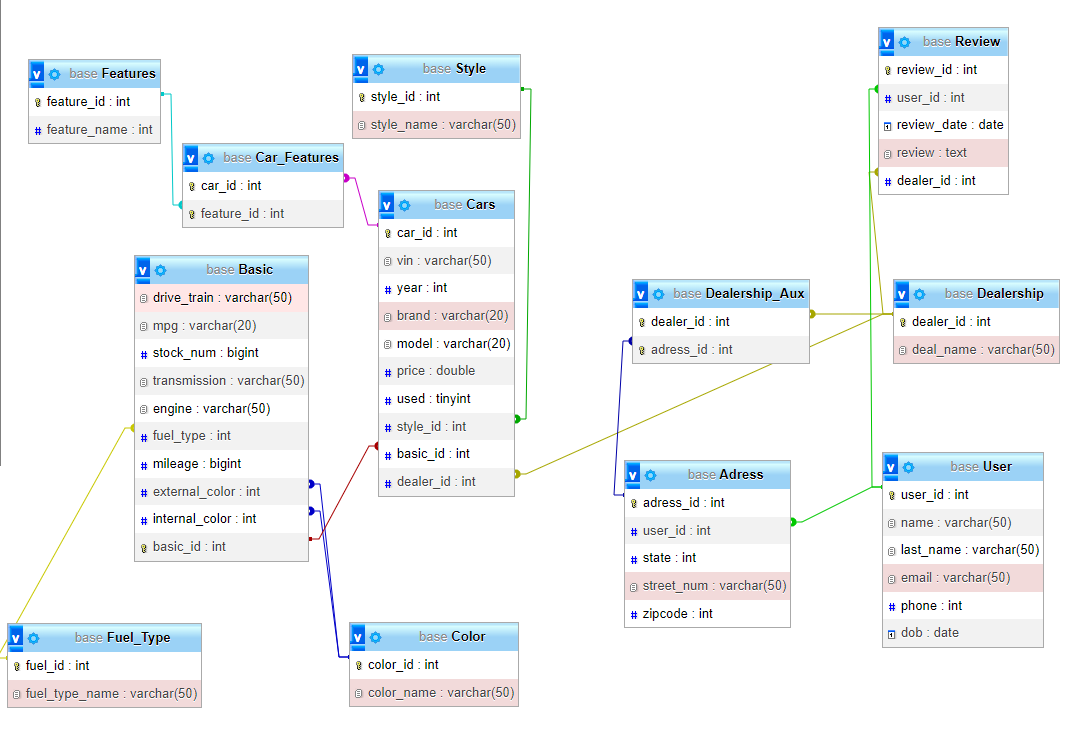 base Features
feature_id : int
feature_name : int
base Style
style_id : int
style_name : varchar(50)
base Review
review_id : int
user_id : int
review_date : date
review : text
dealer_id : int
base Car_Features
car_id : int
feature_id : int
base Cars
car_id : int
vin : varchar(50)
year : int
brand : varchar(20)
model : varchar(20)
price : double
used : tinyint
style_id : int
basic_id : int
dealer_id : int
base Basic
drive_train : varchar(50)
mpg : varchar(20)
stock_num : bigint
transmission : varchar(50)
engine : varchar(50)
fuel_type : int
mileage : bigint
external_color : int
internal_color : int
basic_id : int
base Dealership_Aux
dealer_id : int
adress_id : int
base Dealership
dealer_id : int
deal_name : varchar(50)
base Adress
adress_id : int
user_id : int
state : int
street_num : varchar(50)
zipcode : int
base User
user_id : int
name : varchar(50)
last_name : varchar(50)
email : varchar(50)
phone : int
dob : date
base Fuel_Type
fuel_id : int
fuel_type_name : varchar(50)
base Color
color_id : int
color_name : varchar(50)